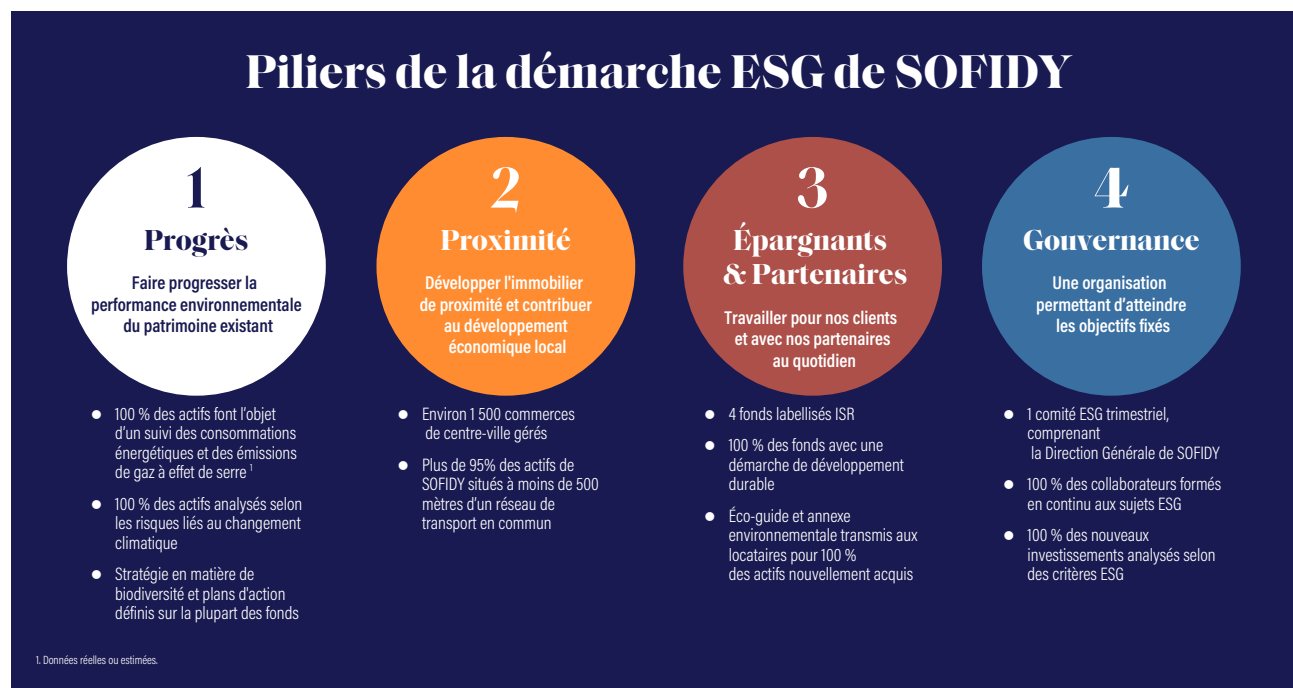 Piliers de la démarche ESG de SOFIDY
1
Progrès
Faire progresser la
performance environnementale
du patrimoine existant
● 100 % des actifs font l'objet
d'un suivi des consommations
énergétiques et des émissions
de gaz à effet de serre 1
● 100 % des actifs analysés selon
les risques liés au changement
climatique
● Stratégie en matière de
biodiversité et plans d'action
définis sur la plupart des fonds
2
Proximité
Développer l'immobilier
de proximité et contribuer
au développement
économique local
● Environ 1 500 commerces
de centre-ville gérés
● Plus de 95% des actifs de
SOFIDY situés à moins de 500
mètres d'un réseau de
transport en commun
3
Épargnants
& Partenaires
Travailler pour nos clients
et avec nos partenaires
au quotidien
● 4 fonds labellisés ISR
● 100 % des fonds avec une
démarche de développement
durable
● Éco-guide et annexe
environnementale transmis aux
locataires pour 100 %
des actifs nouvellement acquis
4
Gouvernance
Une organisation
permettant d'atteindre
les objectifs fixés
● 1 comité ESG trimestriel,
comprenant
la Direction Générale de SOFIDY
● 100 % des collaborateurs formés
en continu aux sujets ESG
● 100 % des nouveaux
investissements analysés selon
des critères ESG
1. Données réelles ou estimées.